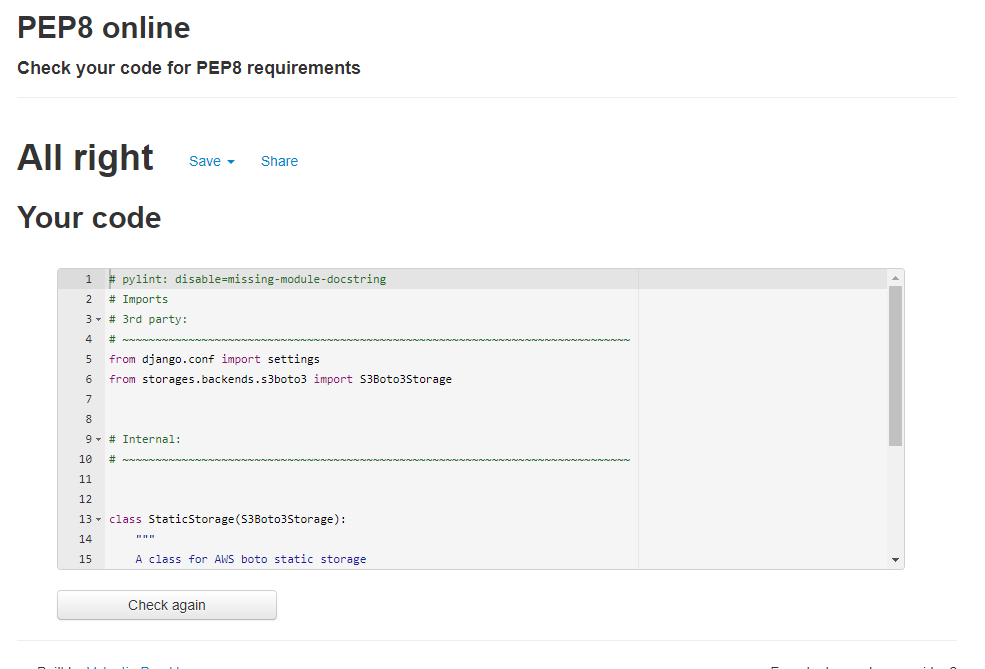 PEP8 online
Check your code for PEP8 requirements
All right Save Share
Your code
1 # pylint: disable=missing-module-docstring
2 # Imports
3 # 3rd party:
4 # ~~~~~~~~~~~~~~~~~~~~~~~~~~~~~~~~~~~~~~~~~~~~~~~~~~~~~~~~~~~~~~~~~~~~~~~~~~~~~
5 from django.conf import settings
6 from storages.backends.s3boto3 import S3Boto3Storage
7
8
9 # Internal:
10 # ~~~~~~~~~~~~~~~~~~~~~~~~~~~~~~~~~~~~~~~~~~~~~~~~~~~~~~~~~~~~~~~~~~~~~~~~~~~~~
11
12
13 class StaticStorage(S3Boto3Storage):
14 """
15 A class for AWS boto static storage
Check again